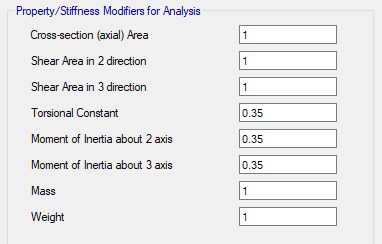 Property/Stiffness Modifiers for Analysis
Cross-section (axial) Area 1
Shear Area in 2 direction 1
Shear Area in 3 direction 1
Torsional Constant 0.35
Moment of Inertia about 2 axis 0.35
Moment of Inertia about 3 axis 0.35
Mass 1
Weight 1